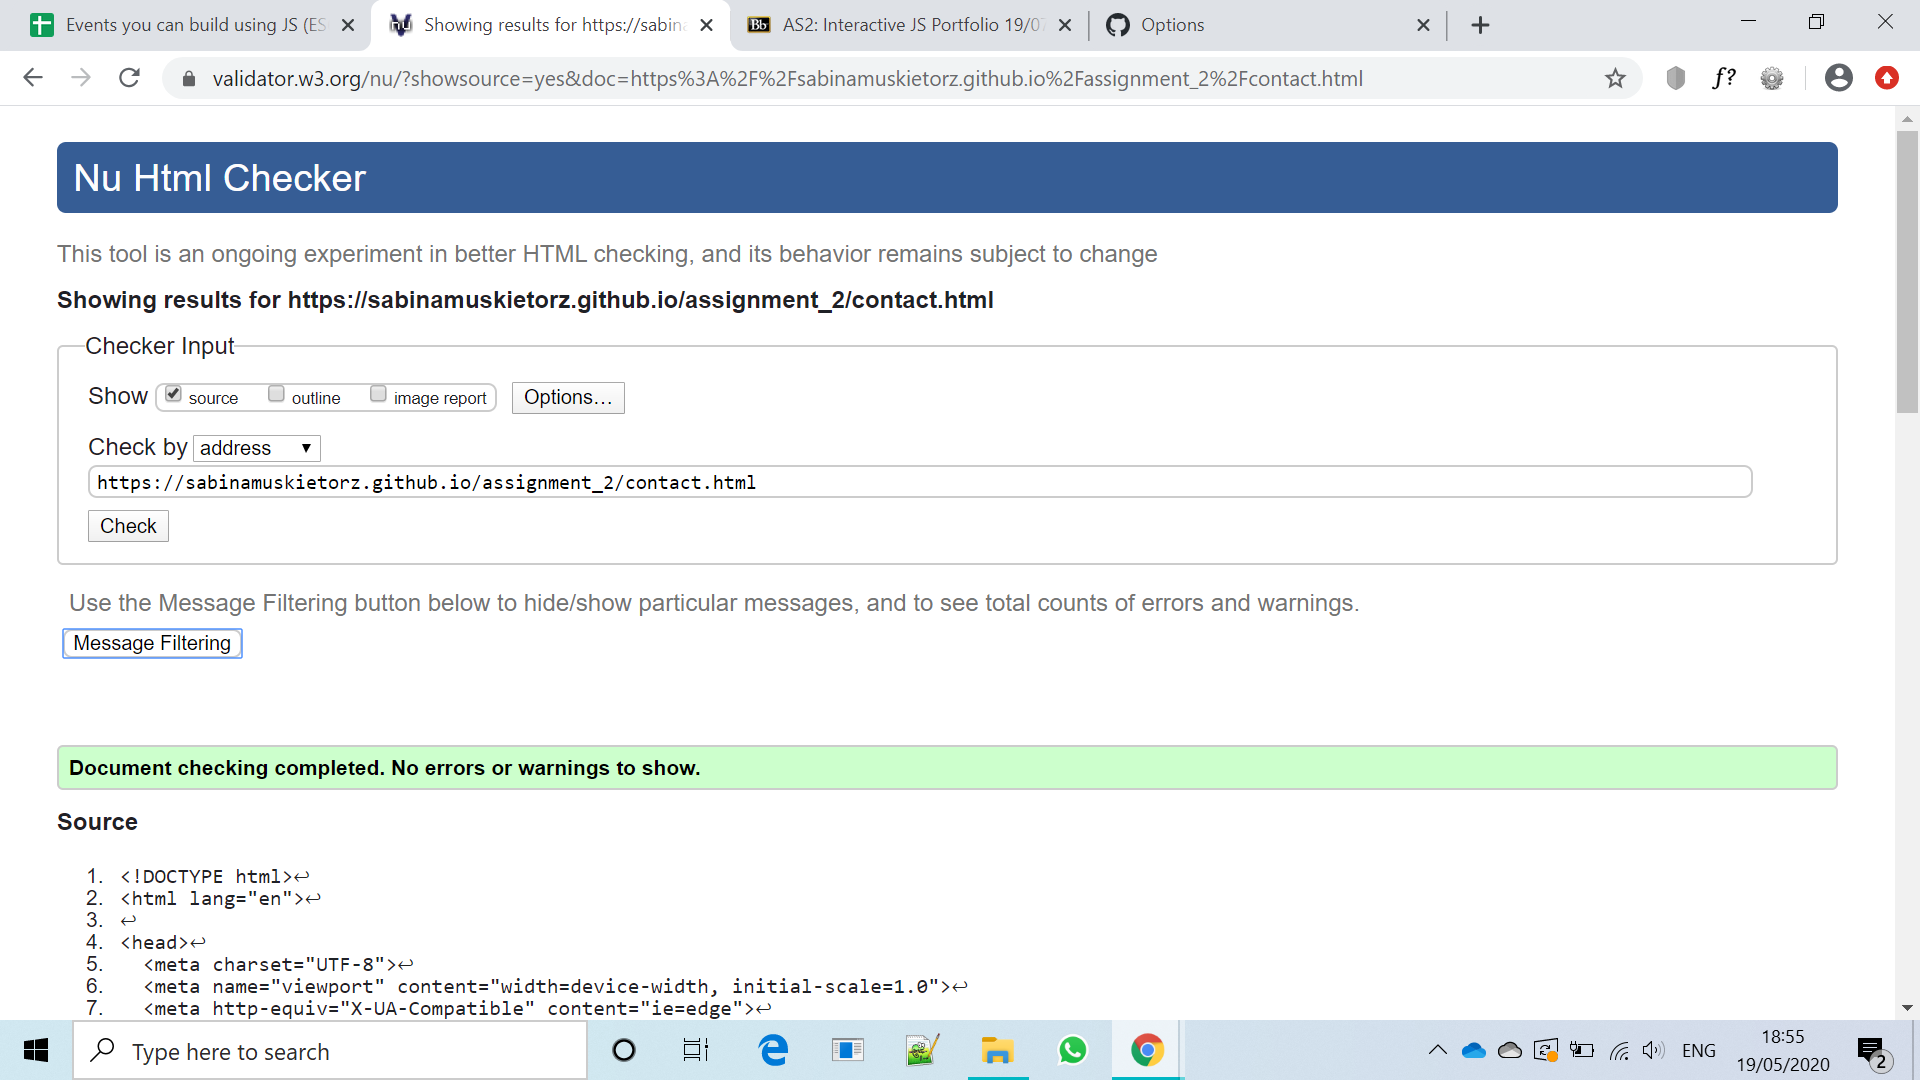 Events you can build using JS (ES
Showing results for https://sabina
Bb AS2: Interactive JS Portfolio 19/07
Options
validator.w3.org/nu/?showsource=yes&doc=https%3A%2F%2Fsabinamuskietorz.github.io%2Fassignment_2%2Fcontact.html
f?
Nu Html Checker
This tool is an ongoing experiment in better HTML checking, and its behavior remains subject to change
Showing results for https://sabinamuskietorz.github.io/assignment_2/contact.html
Checker Input
Show source outline image report Options...
Check by address
https://sabinamuskietorz.github.io/assignment_2/contact.html
Check
Use the Message Filtering button below to hide/show particular messages, and to see total counts of errors and warnings.
Message Filtering
Document checking completed. No errors or warnings to show.
Source
1. <!DOCTYPE html>↩
2. <html lang="en">↩
3. ↩
4. <head>↩
5. <meta charset="UTF-8">↩
6. <meta name="viewport" content="width=device-width, initial-scale=1.0">↩
7. <meta http-equiv="X-UA-Compatible" content="ie=edge">↩
Type here to search
ENG
18:55
19/05/2020
2